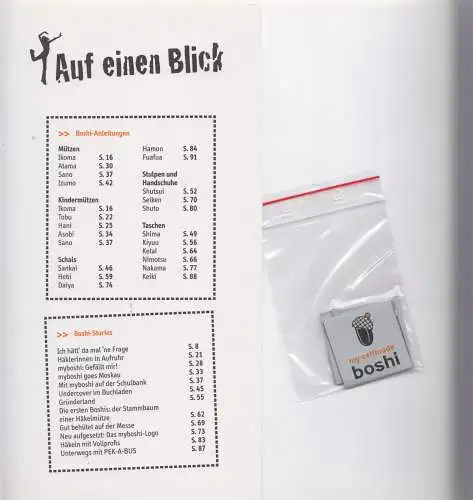 Auf einen Blick
>> Boshi-Anleitungen
Mützen
Ikoma S. 16
Atama S. 30
Sano S. 37
Izumo S. 42
Kindermützen
Ikoma S. 16
Tobu S. 22
Hani S. 25
Asobi S. 34
Sano S. 37
Schals
Sankai S. 46
Hebi S. 59
Daiya S. 74
Hamon S. 84
Fuafua S. 91
Stulpen und
Handschuhe
Shutsui S. 52
Seiken S. 70
Shuto S. 80
Taschen
Shima S. 49
Kiyuu S. 56
Ketal S. 64
Nimotsu S. 66
Nakama S. 77
Keiki S. 88
>> Boshi-Stories
Ich hätt' da mal 'ne Frage S. 8
Häklerinnen in Aufruhr S. 21
myboshi: Gefällt mir! S. 28
myboshi goes Moskau S. 33
Mit myboshi auf der Schulbank S. 37
Undercover im Buchladen S. 45
Gründerland S. 55
Die ersten Boshis: der Stammbaum
einer Häkelmütze S. 62
Gut behütet auf der Messe S. 69
Neu aufgesetzt: Das myboshi-Logo S. 73
Häkeln mit Vollprofis S. 83
Unterwegs mit PEK-A-BUS S. 87
my selfmade
boshi